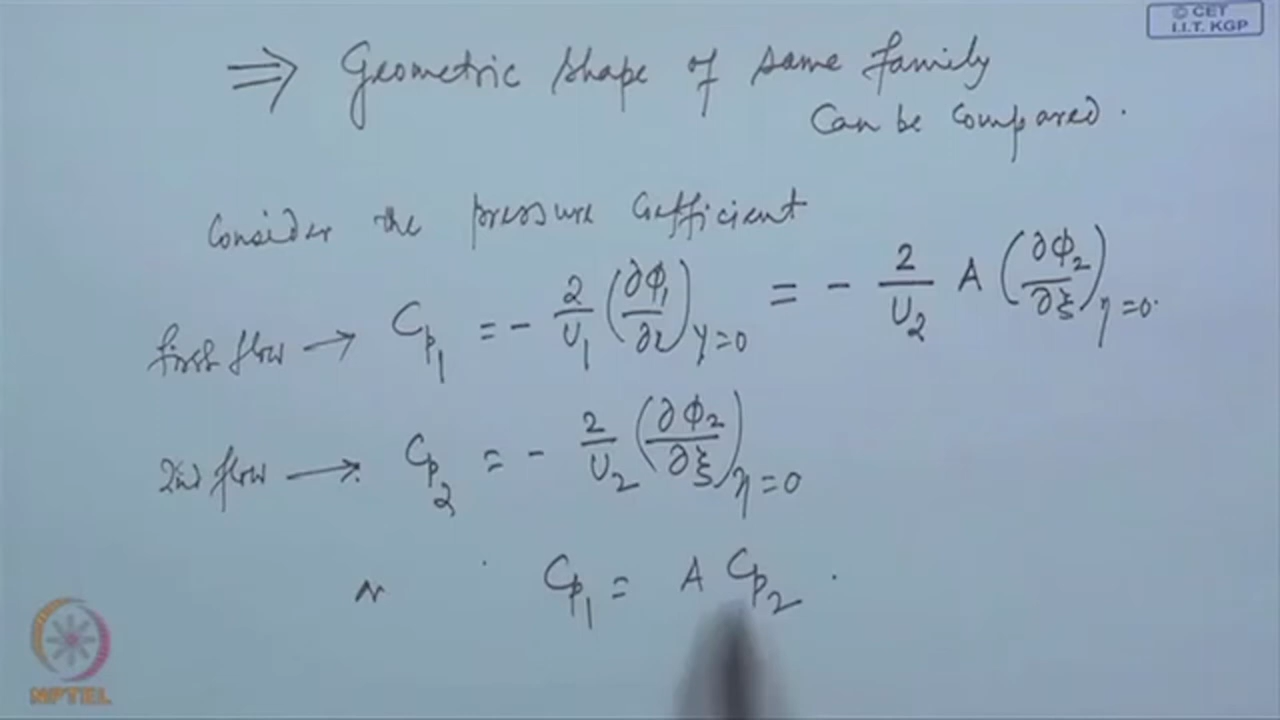 © CET
I.I.T. KGP
⇒ Geometric shape of same family
Can be compared.
Consider the pressure Coefficient
first flow → Cp₁ = - 2/U₁ (∂ϕ₁/∂x)y=0 = - 2/U₂ A (∂ϕ₂/∂ξ)η=0.
2nd flow → Cp₂ = - 2/U₂ (∂ϕ₂/∂ξ)η=0
Cp₁ = A Cp₂.
NPTEL